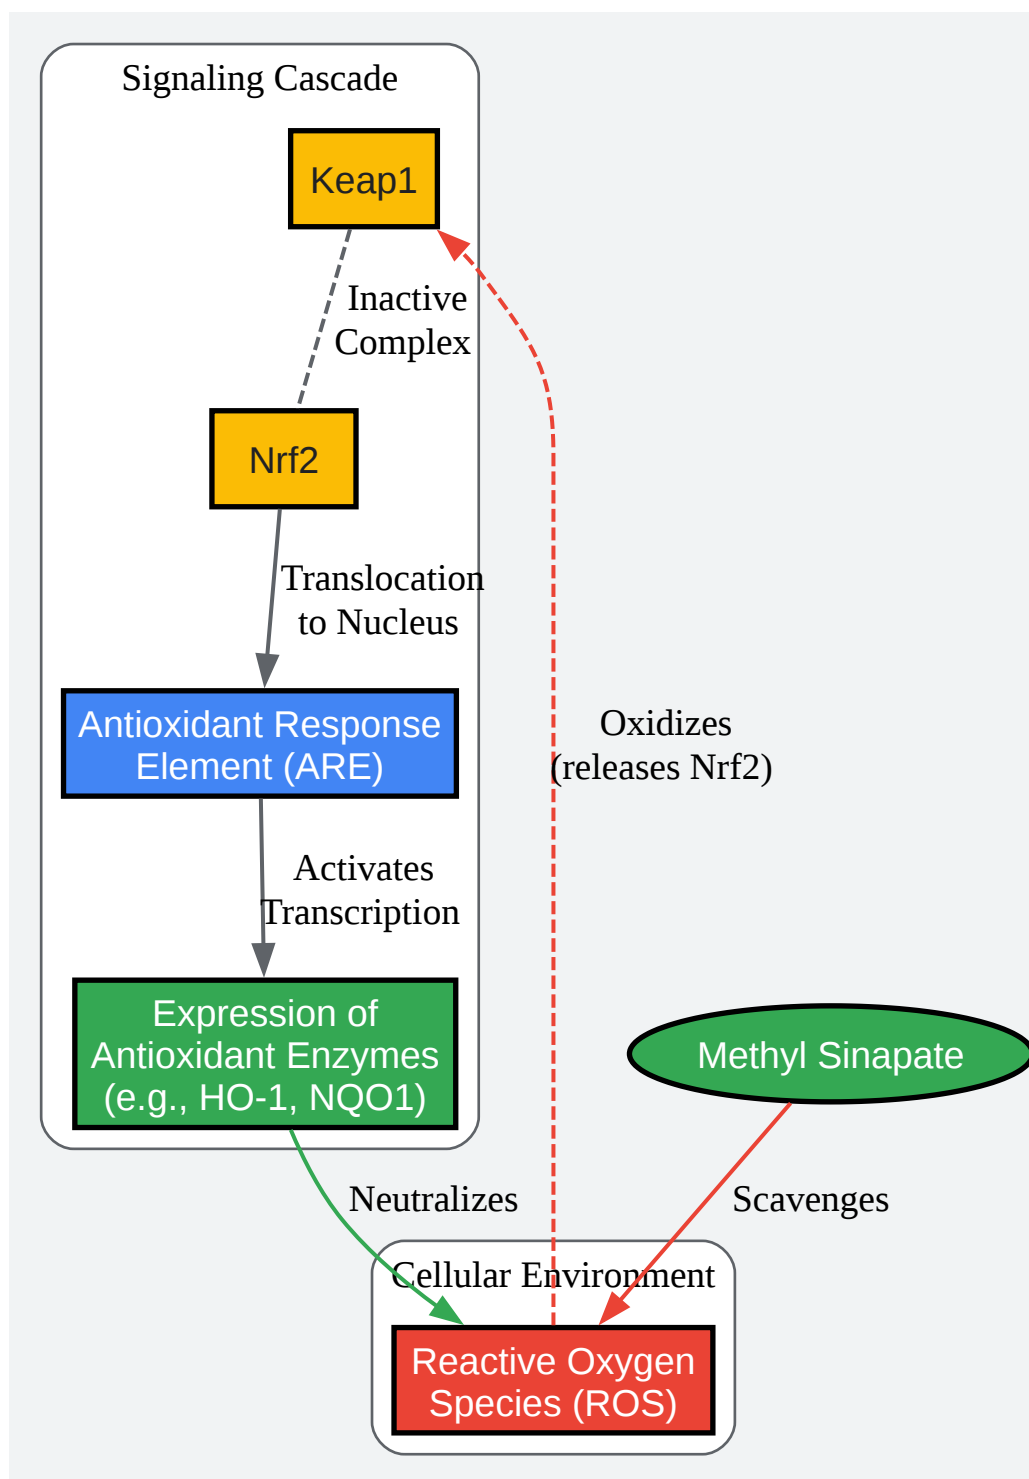 Signaling Cascade
Keap1
Inactive
Complex
Nrf2
Translocation
to Nucleus
Antioxidant Response
Element (ARE)
Oxidizes
(releases Nrf2)
Activates
Transcription
Expression of
Antioxidant Enzymes
(e.g., HO-1, NQO1)
Methyl Sinapate
Neutralizes
Scavenges
Cellular Environment
Reactive Oxygen
Species (ROS)